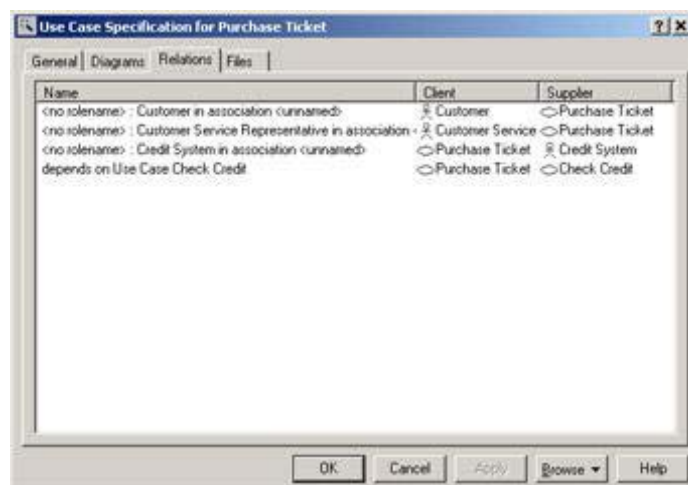 Use Case Specification for Purchase Ticket
General Diagrams Relations Files
Name Client Supplier
<no rolename> : Customer in association <unnamed> Customer Purchase Ticket
<no rolename> : Customer Service Representative in association < Customer Service Purchase Ticket
<no rolename> : Credit System in association <unnamed> Purchase Ticket Credit System
depends on Use Case Check Credit Purchase Ticket Check Credit
OK Cancel Apply Browse Help